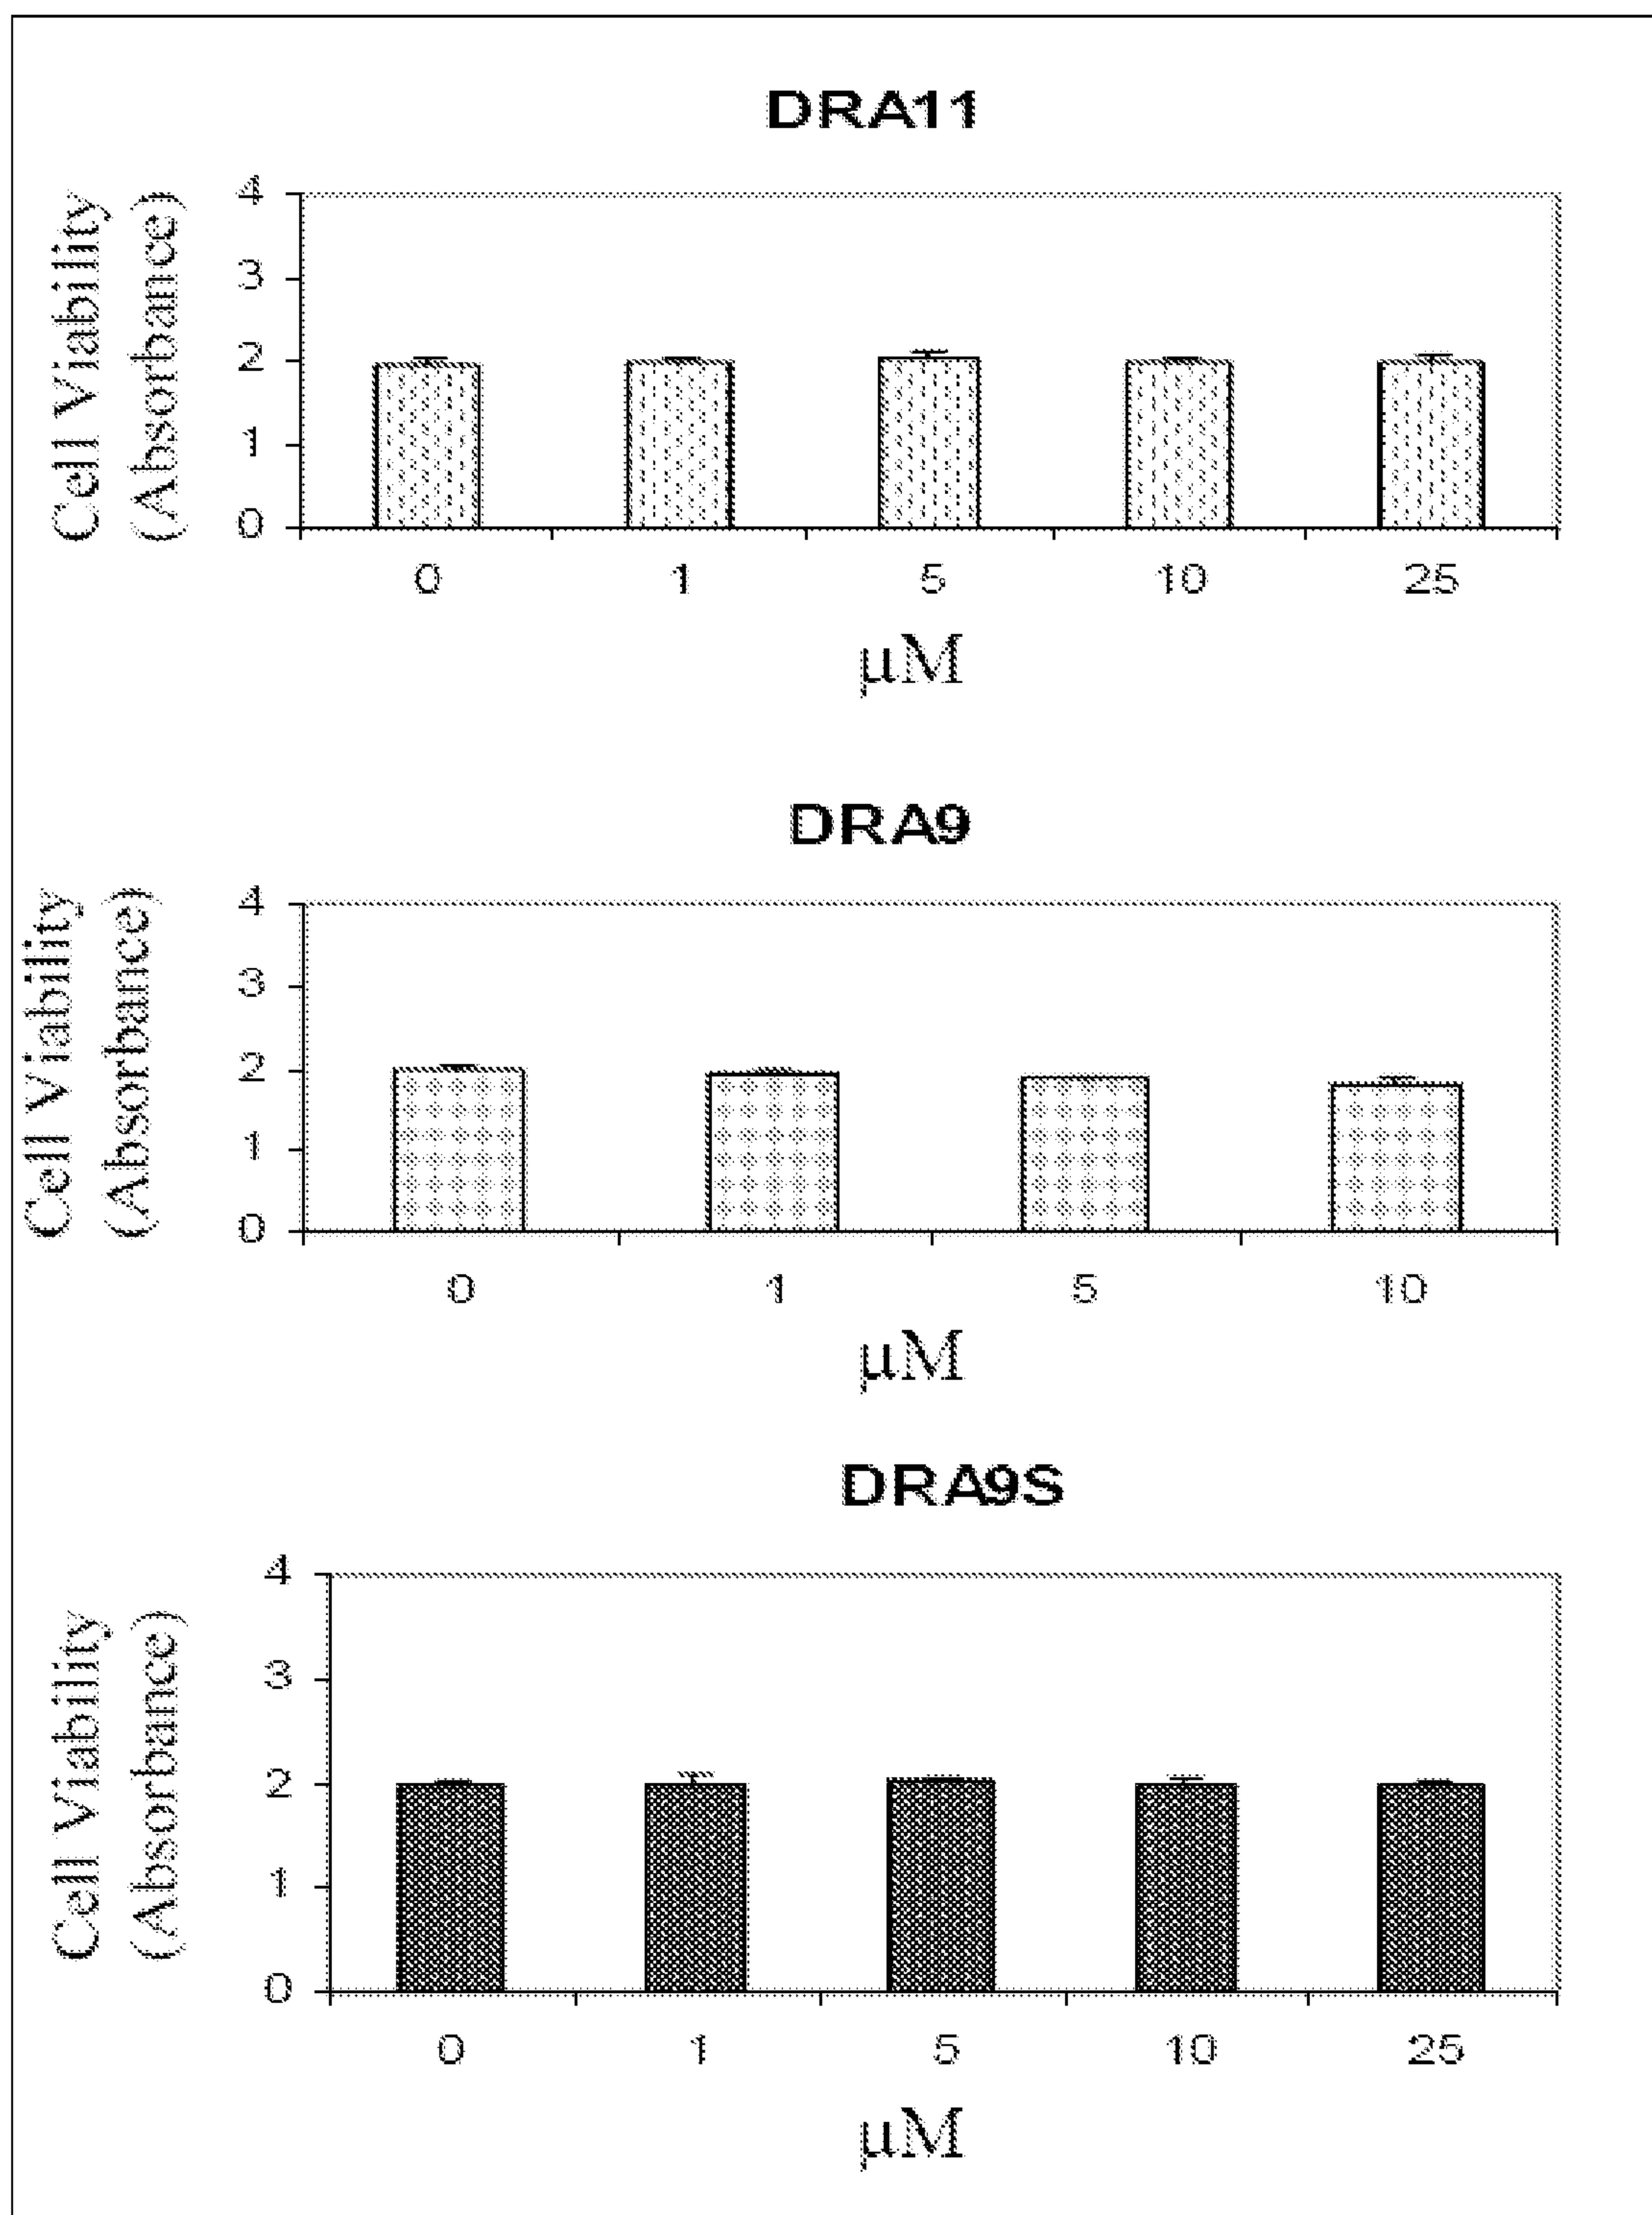 DRA11
Cell Viability
(Absorbance)
4
3
2
1
0
0 1 5 10 25
µM
DRA9
Cell Viability
(Absorbance)
4
3
2
1
0
0 1 5 10
µM
DRA9S
Cell Viability
(Absorbance)
4
3
2
1
0
0 1 5 10 25
µM